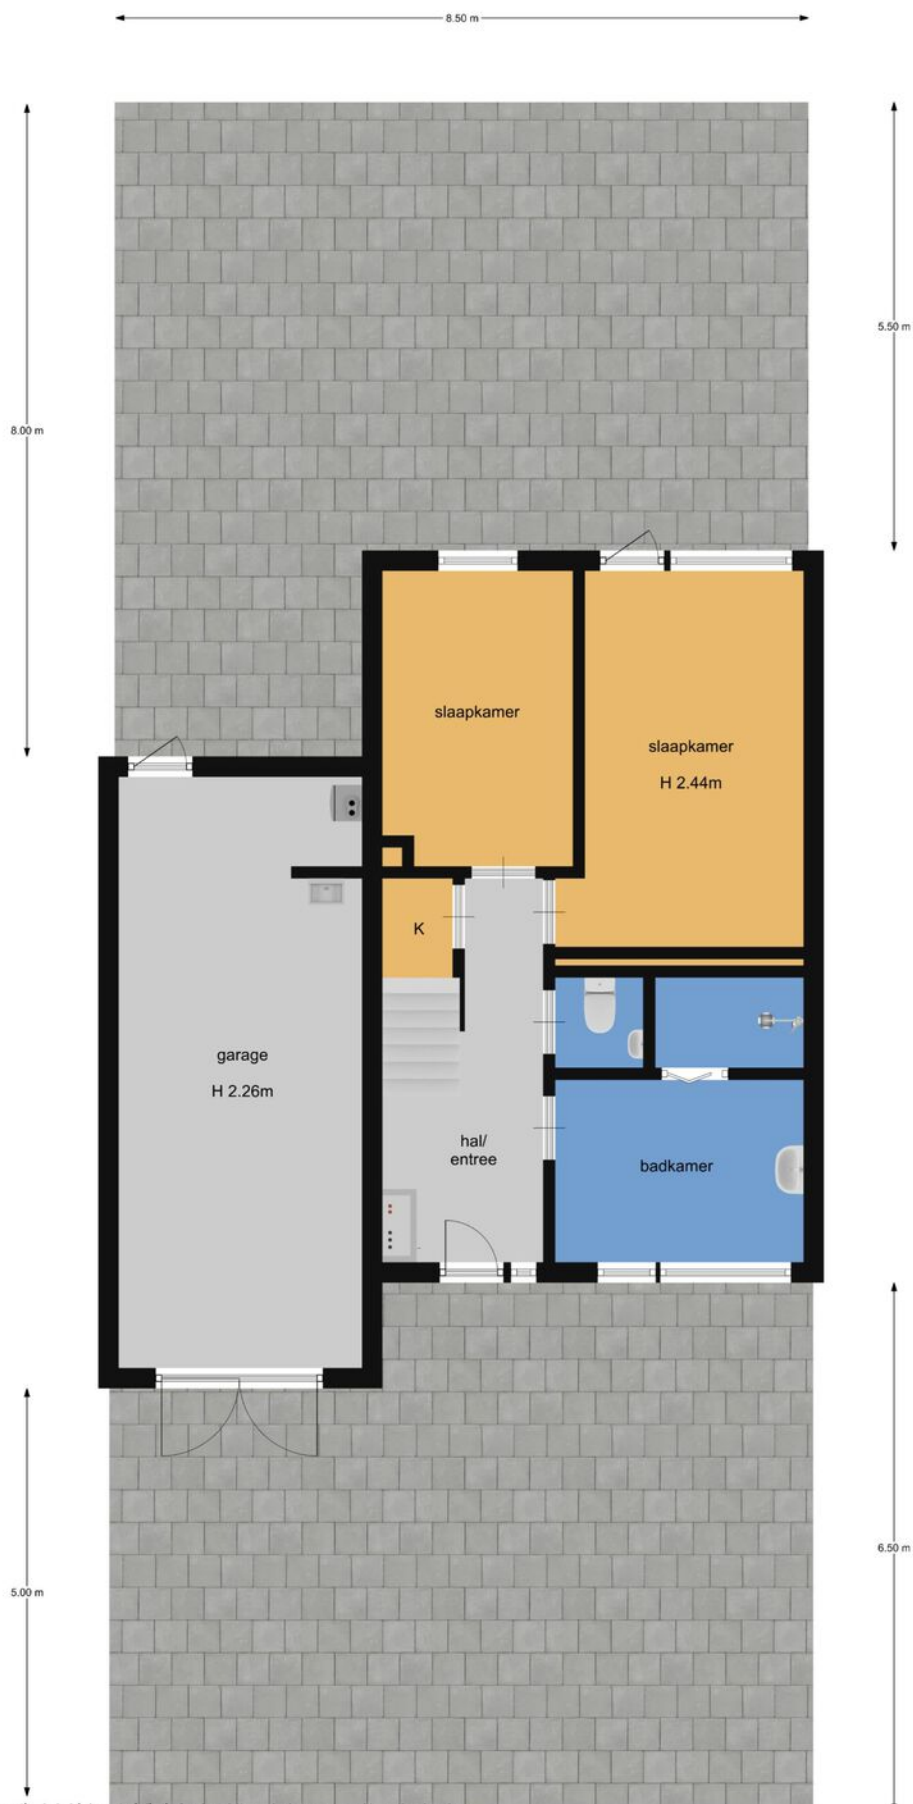 8.50 m
5.50 m
8.00 m
slaapkamer
slaapkamer
H 2.44m
K
garage
H 2.26m
hal/
entree
badkamer
6.50 m
5.00 m